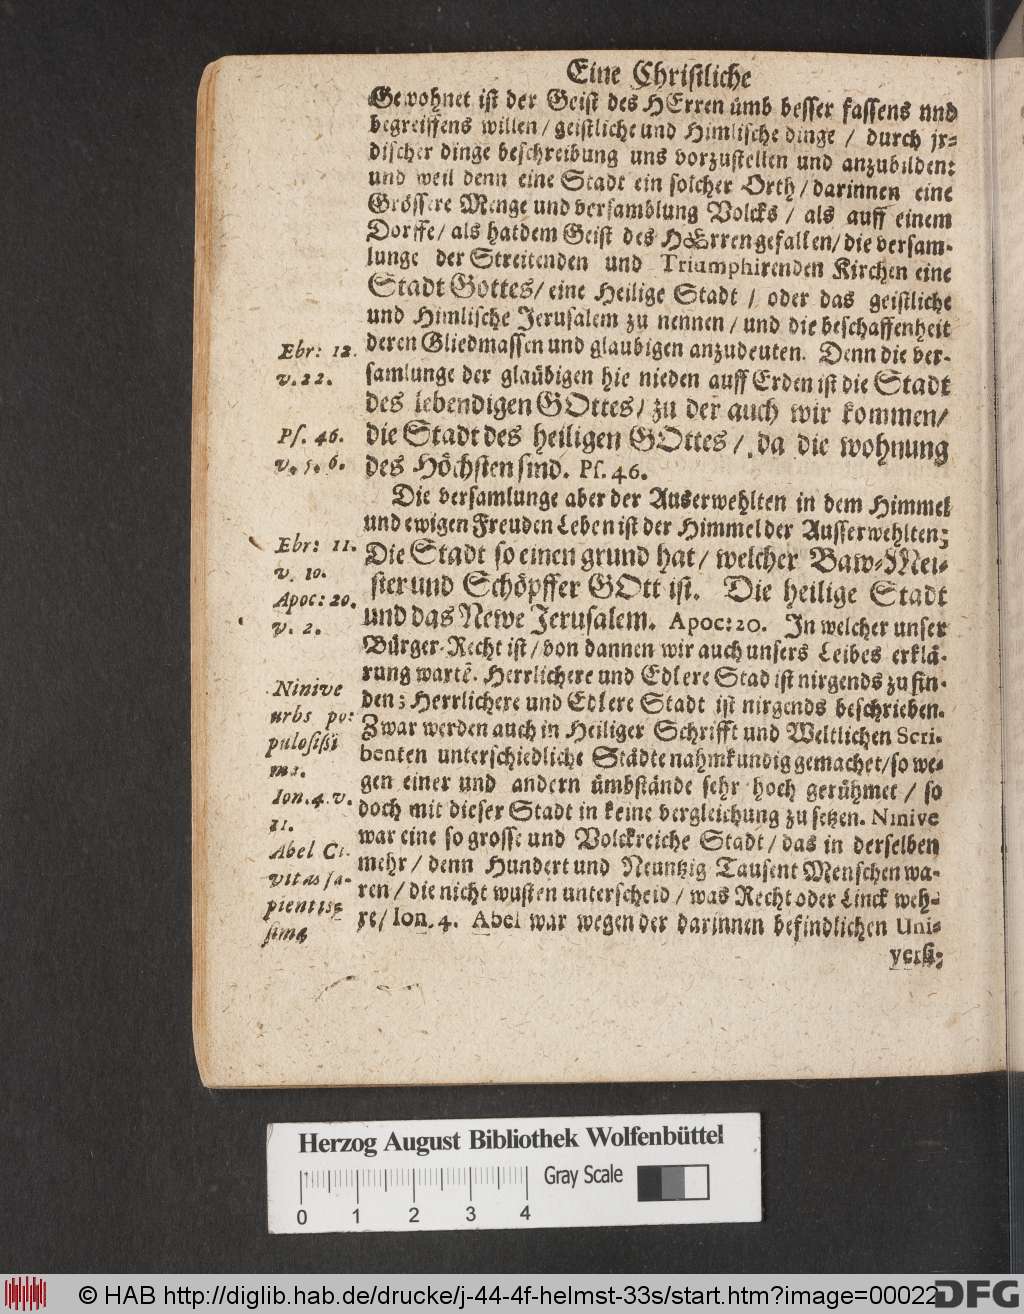 Eine Christliche
Gewohnet ist der Geist des HErren ümb besser fassens und
begreiffens willen / geistliche und Himlische dinge / durch jr-
discher dinge beschreibung uns vorzustellen und anzubilden:
und weil denn eine Stadt ein solcher Orth / darinnen eine
Grössere Menge und versamblung Volcks / als auff einem
Dorffe / als hat dem Geist des HErren gefallen / die versam-
lunge der Streitenden und Triumphirenden Kirchen eine
Stadt Gottes / eine Heilige Stadt / oder das geistliche
und Himlische Jerusalem zu nennen / und die beschaffenheit
deren Gliedmassen und glaubigen anzudeuten. Denn die ver-
samlunge der glaübigen hie nieden auff Erden ist die Stadt
des lebendigen GOttes / zu der auch wir kommen /
die Stadt des heiligen GOttes / da die wohnung
des Höchsten sind. Ps. 46.
Die versamlunge aber der Auserwehlten in dem Himmel
und ewigen Freuden Leben ist der Himmel der Ausserwehlten;
Die Stadt so einen grund hat / welcher Baw-Mei-
ster und Schöpffer GOtt ist. Die heilige Stadt
und das Newe Jerusalem. Apoc: 20. In welcher unser
Bürger-Recht ist / von dannen wir auch unsers Leibes erklä-
rung wartẽ. Herrlichere und Edlere Stad ist nirgends zu fin-
den; Herrlichere und Edlere Stadt ist nirgends beschrieben.
Zwar werden auch in Heiliger Schrifft und Weltlichen Scri-
benten unterschiedliche Städte nahmkundig gemachet / so we-
gen einer und andern ümbstände sehr hoch gerühmet / so
doch mit dieser Stadt in keine vergleichung zu setzen. Ninive
war eine so grosse und Volckreiche Stadt / das in derselben
mehr / denn Hundert und Neuntzig Tausent Menschen wa-
ren / die nicht wusten unterscheid / was Recht oder Linck weh-
re / Ion. 4. Abel war wegen der darinnen befindlichen Uni-
versi-
Ebr: 12.
v. 22.
Ps. 46.
v. 5. 6.
Ebr: 11.
v. 10.
Apoc: 20.
v. 2.
Ninive
urbs po-
pulosissi
ma.
Ion. 4. v.
11.
Abel Ci-
vitas sa-
pientis-
sima
Herzog August Bibliothek Wolfenbüttel
Gray Scale
0 1 2 3 4
© HAB http://diglib.hab.de/drucke/j-44-4f-helmst-33s/start.htm?image=00022
DFG